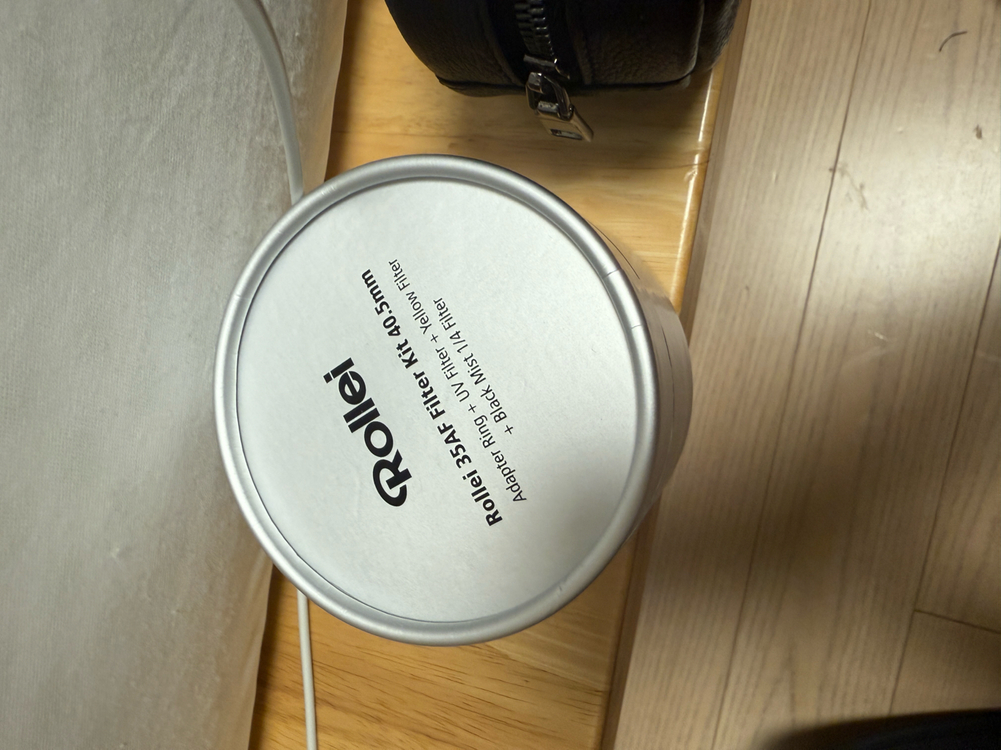 Rollei
Rollei 35AF Filter Kit 40.5mm
Adapter Ring + UV Filter + Yellow Filter
+ Black Mist 1/4 Filter